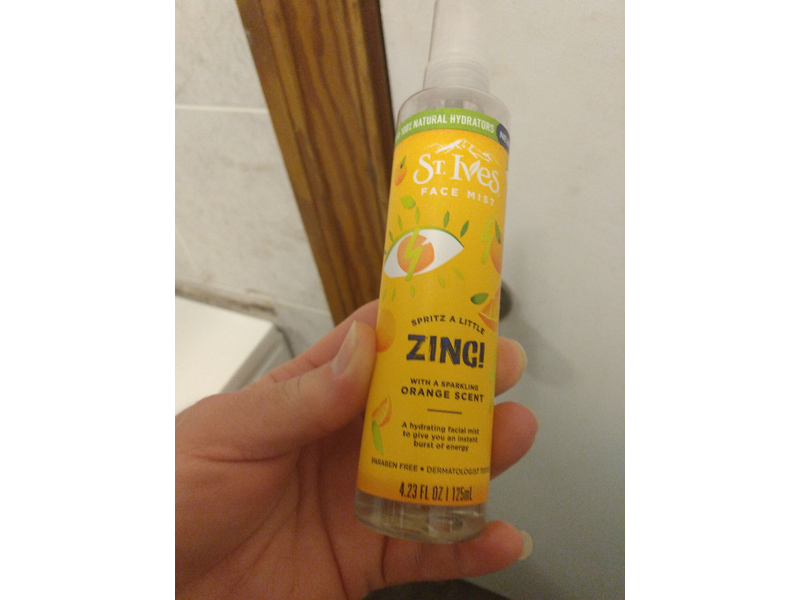 100% NATURAL HYDRATORS
ST. IVES
FACE MIST
SPRITZ A LITTLE
ZING!
WITH A SPARKLING
ORANGE SCENT
A hydrating facial mist
to give you an instant
burst of energy
PARABEN FREE • DERMATOLOGIST
4.23 FL OZ | 125mL